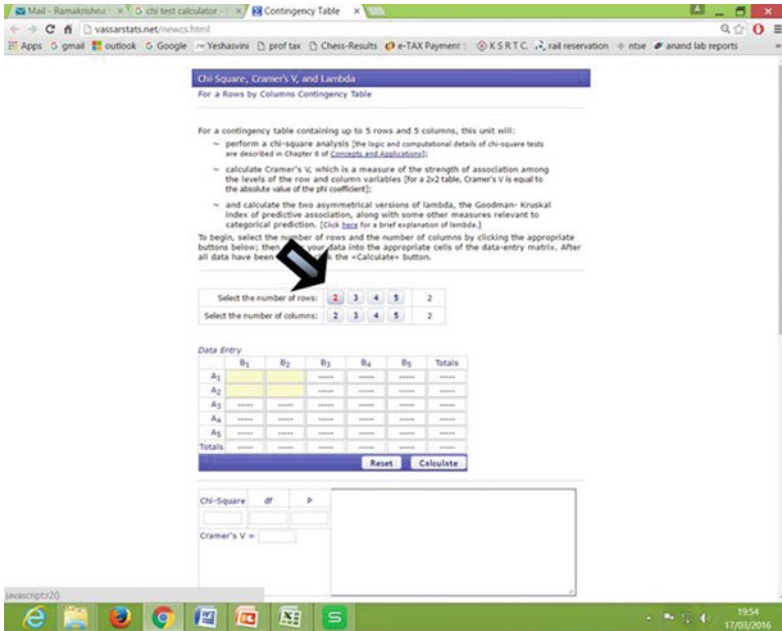 Mail - Ramakrishna
chi test calculator -
Contingency Table
vassarstats.net/newcs.html
Apps gmail outlook Google Yeshasvini prof tax Chess-Results e-TAX Payment K S R T C. rail reservation ntse anand lab reports
Chi-Square, Cramer's V, and Lambda
For a Rows by Columns Contingency Table
For a contingency table containing up to 5 rows and 5 columns, this unit will:
~ perform a chi-square analysis [the logic and computational details of chi-square tests
are described in Chapter 8 of Concepts and Applications];
~ calculate Cramer's V, which is a measure of the strength of association among
the levels of the row and column variables [for a 2x2 table, Cramer's V is equal to
the absolute value of the phi coefficient];
~ and calculate the two asymmetrical versions of lambda, the Goodman- Kruskal
index of predictive association, along with some other measures relevant to
categorical prediction. [Click here for a brief explanation of lambda.]
To begin, select the number of rows and the number of columns by clicking the appropriate
buttons below; then your data into the appropriate cells of the data-entry matrix. After
all data have been the «Calculate» button.
Select the number of rows: 2 3 4 5 2
Select the number of columns: 2 3 4 5 2
Data Entry
B1 B2 B3 B4 B5 Totals
A1 ----- ----- ----- -----
A2 ----- ----- ----- -----
A3 ----- ----- ----- ----- ----- -----
A4 ----- ----- ----- ----- ----- -----
A5 ----- ----- ----- ----- ----- -----
Totals ----- ----- ----- ----- ----- -----
Reset Calculate
Chi-Square df P
Cramer's V =
javascript:r2()
19:54
17/03/2016